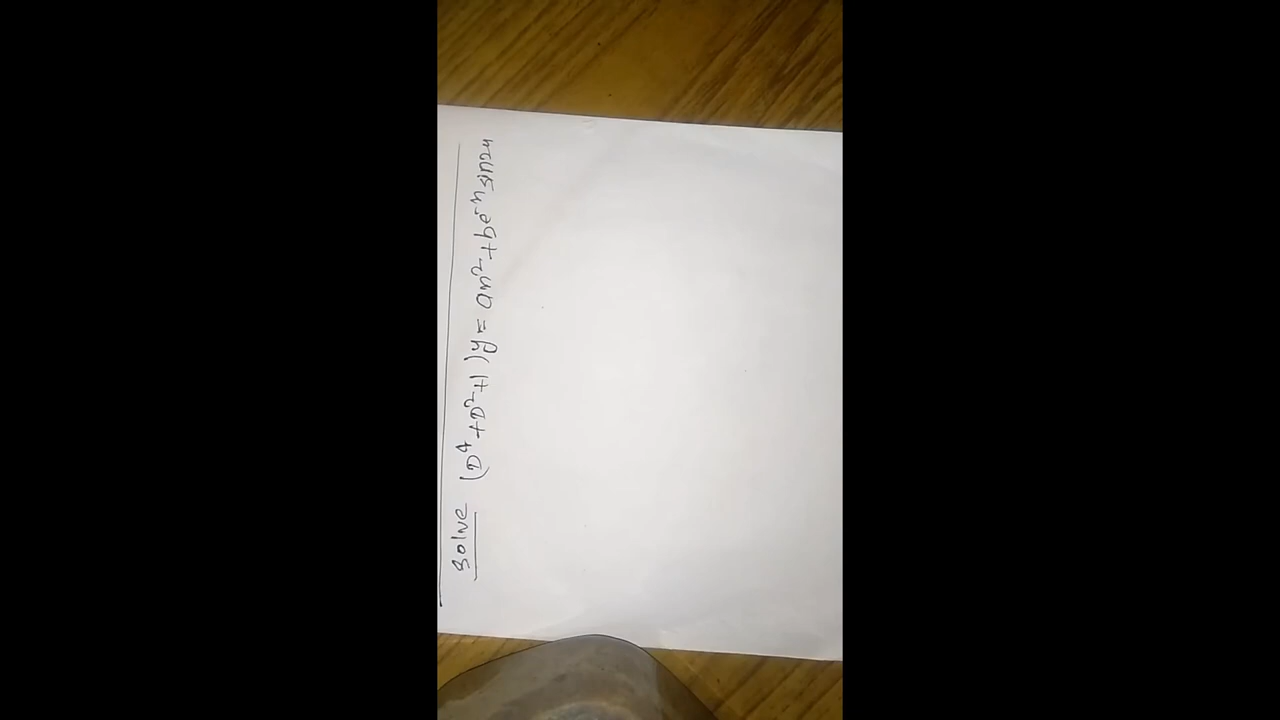 Solve (D⁴+D²+1)y = ax²+be⁻ˣ sin2x